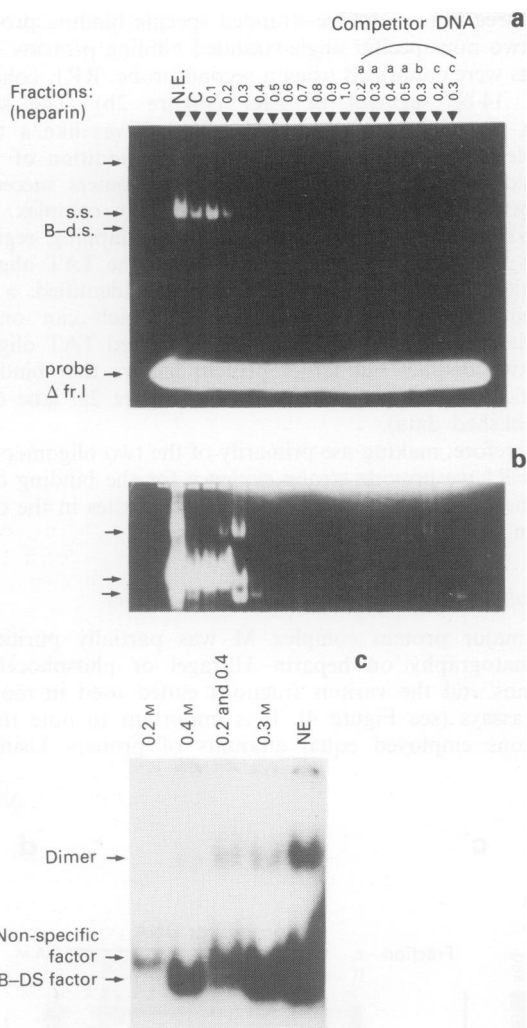 a
Competitor DNA
Fractions:
(heparin)
N.E. 0 0.1 0.2 0.3 0.4 0.5 0.6 0.7 0.8 0.9 1.0 0.2 a 0.3 a 0.4 a 0.5 a 0.3 b 0.2 c 0.3
s.s.
B–d.s.
probe
Δ fr.I
b
c
0.2 M
0.4 M
0.2 and 0.4
0.3 M
NE
Dimer
Non-specific
factor
B–DS factor